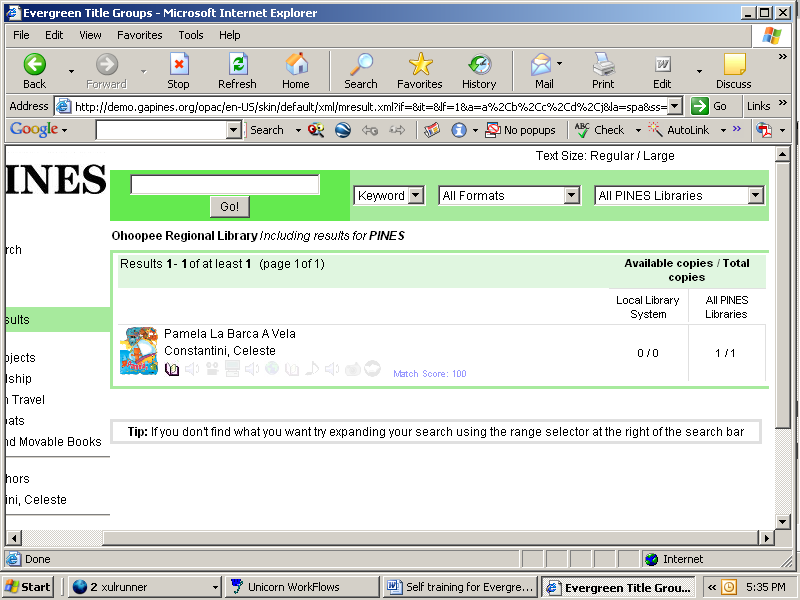 Evergreen Title Groups - Microsoft Internet Explorer
File Edit View Favorites Tools Help
Back Forward Stop Refresh Home Search Favorites History Mail Print Edit Discuss »
Address http://demo.gapines.org/opac/en-US/skin/default/xml/mresult.xml?if=&it=&lf=1&a=a%2Cb%2Cc%2Cd%2Cj&la=spa&ss= Go Links »
Google Search No popups ABC Check AutoLink »
Text Size: Regular / Large
INES
Go! Keyword All Formats All PINES Libraries
Ohoopee Regional Library Including results for PINES
rch
Results 1- 1 of at least 1 (page 1 of 1)
Available copies / Total
copies
Local Library
System
All PINES
Libraries
sults
Pamela La Barca A Vela
Constantini, Celeste
Match Score: 100
0 / 0
1 / 1
bjects
dship
n Travel
oats
nd Movable Books
Tip: If you don't find what you want try expanding your search using the range selector at the right of the search bar
hors
ini, Celeste
Done Internet
Start 2 xulrunner Unicorn WorkFlows Self training for Evergre... Evergreen Title Grou... « 5:35 PM